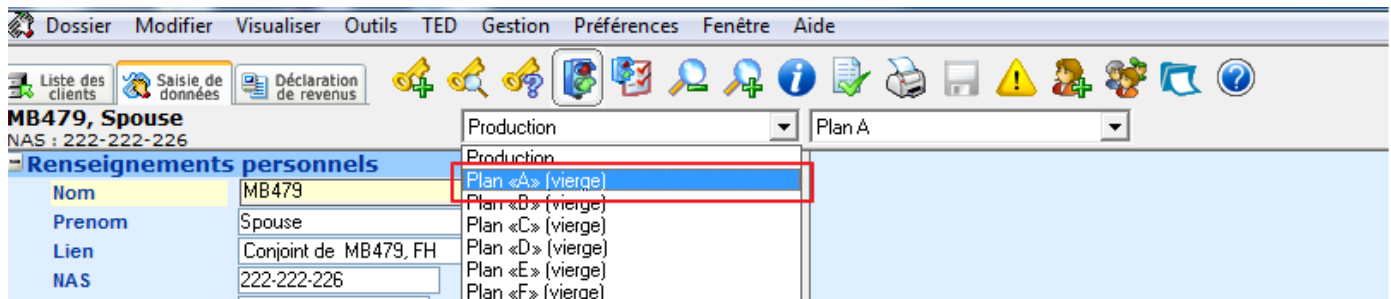 Dossier Modifier Visualiser Outils TED Gestion Préférences Fenêtre Aide
Liste des clients
Saisie de données
Déclaration de revenus
MB479, Spouse
NAS : 222-222-226
Production
Plan A
Renseignements personnels
Production
Nom MB479
Plan «A» (vierge)
Plan «B» (vierge)
Prenom Spouse
Plan «C» (vierge)
Lien Conjoint de MB479, FH
Plan «D» (vierge)
NAS 222-222-226
Plan «E» (vierge)
Plan «F» (vierge)